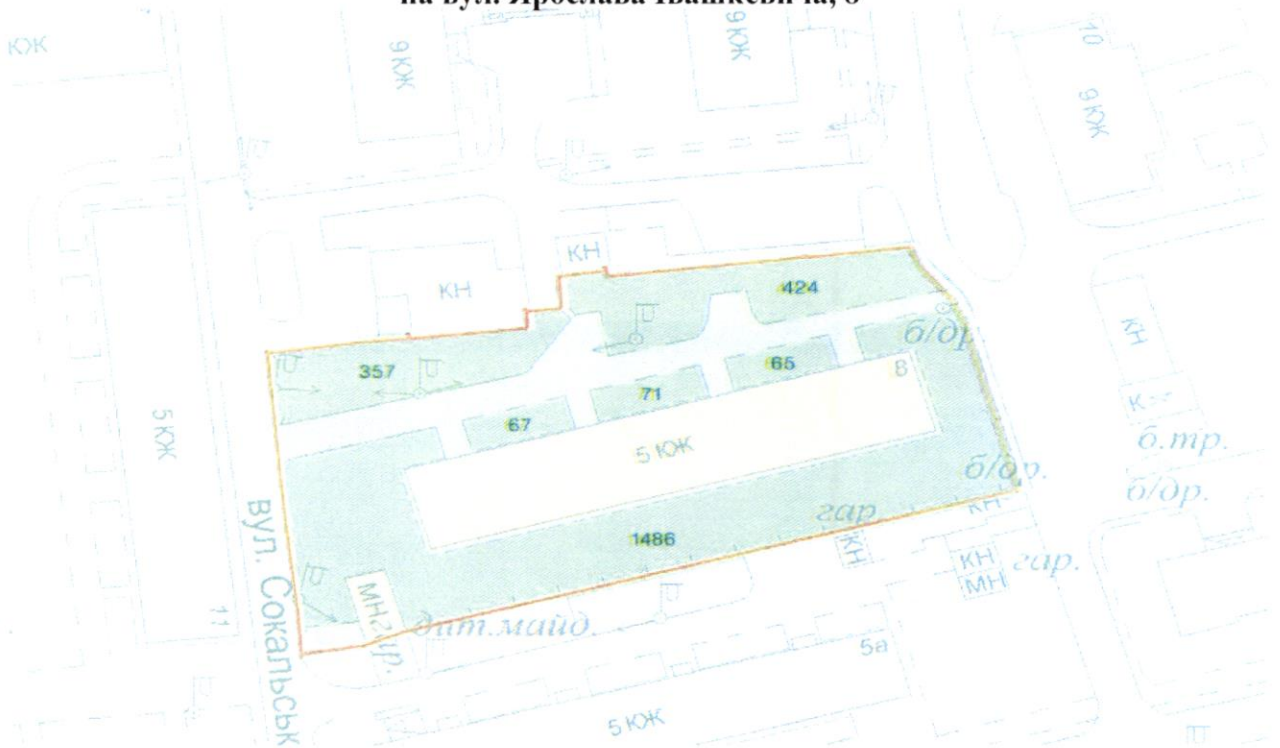 на вул. Ярослава Івашкевича, 8
КЖ
9 КЖ
9 КЖ
10
9 КЖ
КН
КН
424
КН
357
б/др
65
8
71
К
5 КЖ
67
5 КЖ
б.тр.
б/др.
б/др.
вул. Сокальськ
гар
КН
1486
КН
КН
гар.
МН
МН
гар.
дит.майд.
11
5а
5 КЖ